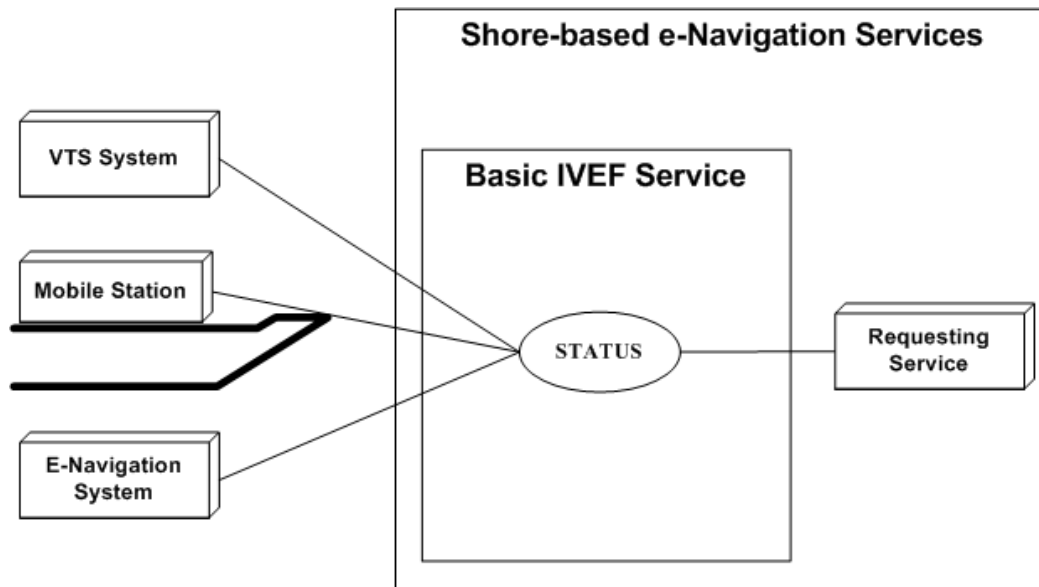 Shore-based e-Navigation Services
Basic IVEF Service
VTS System
Mobile Station
E-Navigation
System
STATUS
Requesting
Service